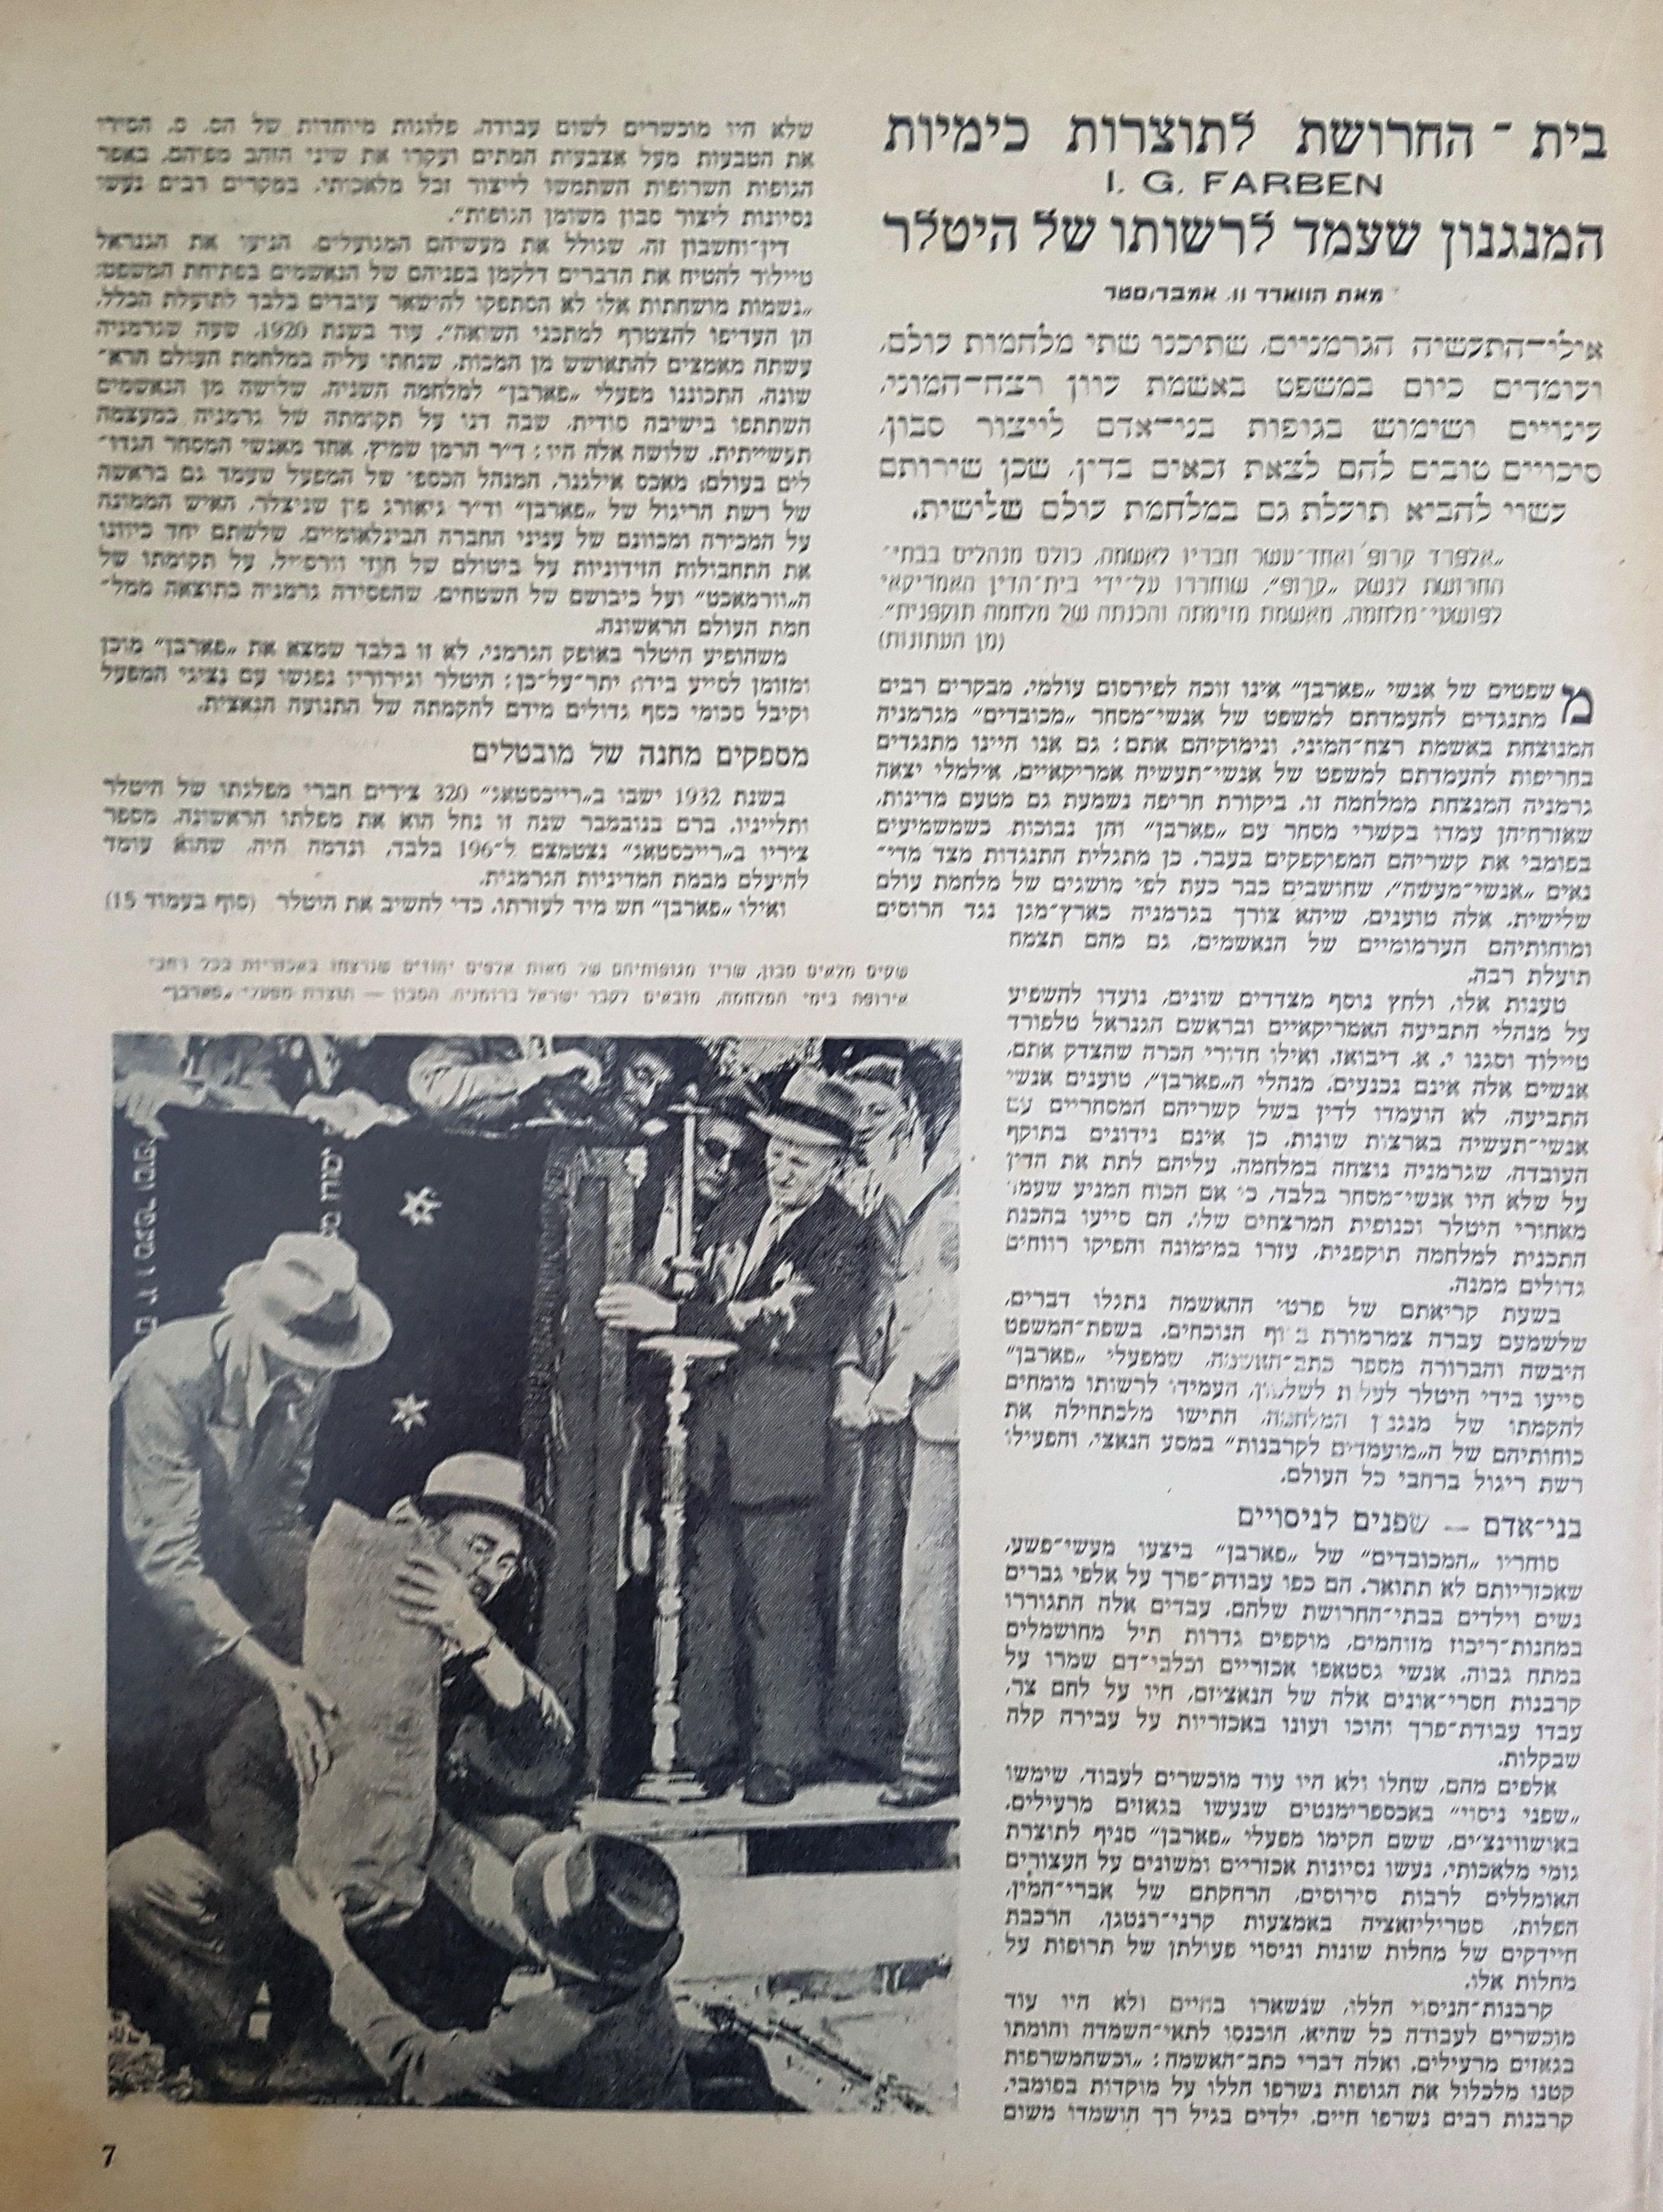 בית-החרושת לתוצרות כימיות
I. G. FARBEN
המנגנון שעמד לרשותו של היטלר
מאת הווארד וו. אמברוסטר
אילי-התעשיה הגרמניים, שתיכנו שתי מלחמות עולם,
ועומדים כיום במשפט באשמת עוון רצח-המוני,
עינויים ושימוש בגופות בני-אדם לייצור סבון,
סיכויים טובים להם לצאת זכאים בדין, שכן שירותם
עשוי להביא תועלת גם במלחמת עולם שלישית.
„אלפרד קרופ ואחד-עשר חבריו לאשמה, כולם מנהלים בבתי-
החרושת לנשק „קרופ", שוחררו על-ידי בית-הדין האמריקאי
לפושעי-מלחמה, מאשמת מזימתה והכנתה של מלחמה תוקפנית".
(מן העתונות)
משפטים של אנשי „פארבן" אינו זוכה לפירסום עולמי. מבקרים רבים
מתנגדים להעמדתם למשפט של אנשי-מסחר „מכובדים" מגרמניה
המנוצחת באשמת רצח-המוני, ונימוקיהם אתם: גם אנו היינו מתנגדים
בחריפות להעמדתם למשפט של אנשי-תעשיה אמריקאיים, אילמלי יצאה
גרמניה המנצחת ממלחמה זו. ביקורת חריפה נשמעת גם מטעם מדינות,
שאזרחיהן עמדו בקשרי מסחר עם „פארבן" והן נבוכות כשמשמיעים
בפומבי את קשריהם המפוקפקים בעבר. כן מתגלית התנגדות מצד מדי-
נאים „אנשי-מעשה", שחושבים כבר כעת לפי מושגים של מלחמת עולם
שלישית. אלה טוענים, שיהא צורך בגרמניה כארץ-מגן נגד הרוסים
ומוחותיהם הערמומיים של הנאשמים, גם מהם תצמח
תועלת רבה.
טענות אלו, ולחץ נוסף מצדדים שונים, נועדו להשפיע
על מנהלי התביעה האמריקאיים ובראשם הגנראל טלפורד
טיילור וסגנו י. א. דיבואז. ואילו חדורי הכרה שהצדק אתם,
אנשים אלה אינם נכנעים. מנהלי ה„פארבן", טוענים אנשי
התביעה, לא הועמדו לדין בשל קשריהם המסחריים עם
אנשי-תעשיה בארצות שונות, כן אינם נידונים בתוקף
העובדה, שגרמניה נוצחה במלחמה. עליהם לתת את הדין
על שלא היו אנשי-מסחר בלבד, כי אם הכוח המניע שעמד
מאחורי היטלר וכנופית המרצחים שלו. הם סייעו בהכנת
התכנית למלחמה תוקפנית, עזרו במימונה והפיקו רווחים
גדולים ממנה.
בשעת קריאתם של פרטי ההאשמה נתגלו דברים,
שלשמעם עברה צמרמורת בגוף הנוכחים. בשפת-המשפט
היבשה והברורה מספר כתב-האשמה, שמפעלי „פארבן"
סייעו בידי היטלר לעלות לשלטון, העמידו לרשותו מומחים
להקמתו של מנגנון המלחמה, התישו מלכתחילה את
כוחותיהם של ה„מועמדים לקרבנות" במסע הנאצי, והפעילו
רשת ריגול ברחבי כל העולם.
בני-אדם — שפנים לניסויים
סוחריו „המכובדים" של „פארבן" ביצעו מעשי-פשע,
שאכזריותם לא תתואר. הם כפו עבודת-פרך על אלפי גברים
נשים וילדים בבתי-החרושת שלהם. עבדים אלה התגוררו
במחנות-ריכוז מזוהמים, מוקפים גדרות תיל מחושמלים
במתח גבוה. אנשי גסטאפו אכזריים וכלבי-דם שמרו על
קרבנות חסרי-אונים אלה של הנאציזם, חיו על לחם צר,
עבדו עבודת-פרך והוכו ועונו באכזריות על עבירה קלה
שבקלות.
אלפים מהם, שחלו ולא היו עוד מוכשרים לעבוד, שימשו
„שפני ניסוי" באכספרימנטים שנעשו בגאזים מרעילים.
באושווינצ׳ים, ששם הקימו מפעלי „פארבן" סניף לתוצרת
גומי מלאכותי, נעשו נסיונות אכזריים ומשונים על העצורים
האומללים לרבות סירוסים, הרחקתם של אברי-המין,
הפלות, סטריליזאציה באמצעות קרני-רנטגן, הרכבת
חיידקים של מחלות שונות וניסוי פעולתן של תרופות על
מחלות אלו.
קרבנות-הניסוי הללו, שנשארו בחיים ולא היו עוד
מוכשרים לעבודה כל שהיא, הוכנסו לתאי-השמדה והומתו
בגאזים מרעילים. ואלה דברי כתב-האשמה: „וכשהמשרפות
קטנו מלכלול את הגופות נשרפו הללו על מוקדות בפומבי.
קרבנות רבים נשרפו חיים. ילדים בגיל רך הושמדו משום
שלא היו מוכשרים לשום עבודה. פלוגות מיוחדות של הס. ס. הסירו
את הטבעות מעל אצבעות המתים ועקרו את שיני הזהב מפיהם. באפר
הגופות השרופות השתמשו לייצור זבל מלאכותי. במקרים רבים נעשו
נסיונות ליצור סבון משומן הגופות".
דין-וחשבון זה, שגולל את מעשיהם המגועלים, הניעו את הגנראל
טיילור להטיח את הדברים דלקמן בפניהם של הנאשמים בפתיחת המשפט:
„נשמות מושחתות אלו לא הסתפקו להישאר עובדים בלבד לתועלת הכלל,
הן העדיפו להצטרף למתכני השואה". עוד בשנת 1920, שעה שגרמניה
עשתה מאמצים להתאושש מן המכות, שנחתו עליה במלחמת העולם הרא-
שונה, התכוננו מפעלי „פארבן" למלחמה השניה. שלושה מן הנאשמים
השתתפו בישיבה סודית, שבה דנו על תקומתה של גרמניה כמעצמה
תעשייתית. שלושה אלה היו: ד״ר הרמן שמיץ, אחד מאנשי המסחר הגדו-
לים בעולם; מאכס אילגנר, המנהל הכספי של המפעל שעמד גם בראשה
של רשת הריגול של „פארבן" וד״ר גיאורג פון שניצלר, האיש הממונה
על המכירה ומכוונם של עניני החברה הבינלאומיים. שלשתם יחד כיוונו
את התחבולות הזידוניות על ביטולם של חוזי וורסייל, על תקומתו של
ה„וורמאכט" ועל כיבושם של השטחים, שהפסידה גרמניה כתוצאה ממל-
חמת העולם הראשונה.
משהופיע היטלר באופק הגרמני, לא זו בלבד שמצא את „פארבן" מוכן
ומזומן לסייע בידו; יתר-על-כן: היטלר וגירוריו נפגשו עם נציגי המפעל
וקיבל סכומי כסף גדולים מידם להקמתה של התנועה הנאצית.
מספקים מחנה של מובטלים
בשנת 1932 ישבו ב„רייכסטאג" 320 צירים חברי מפלגתו של היטלר
ותלייניו. ברם בנובמבר שנה זו נחל הוא את מפלתו הראשונה. מספר
ציריו ב„רייכסטאג" נצטמצם ל-196 בלבד, ונדמה היה, שהוא עומד
להיעלם מבמת המדיניות הגרמנית.
ואילו „פארבן" חש מיד לעזרתו, כדי להשיב את היטלר (סוף בעמוד 15)
שקים מלאים סבון, שריד מגופותיהם של מאות אלפים יהודים שנרצחו באכזריות בכל רחבי
אירופה בימי המלחמה, מובאים לקבר ישראל ברומניה. הסבון — תוצרת מפעלי „פארבן"
7